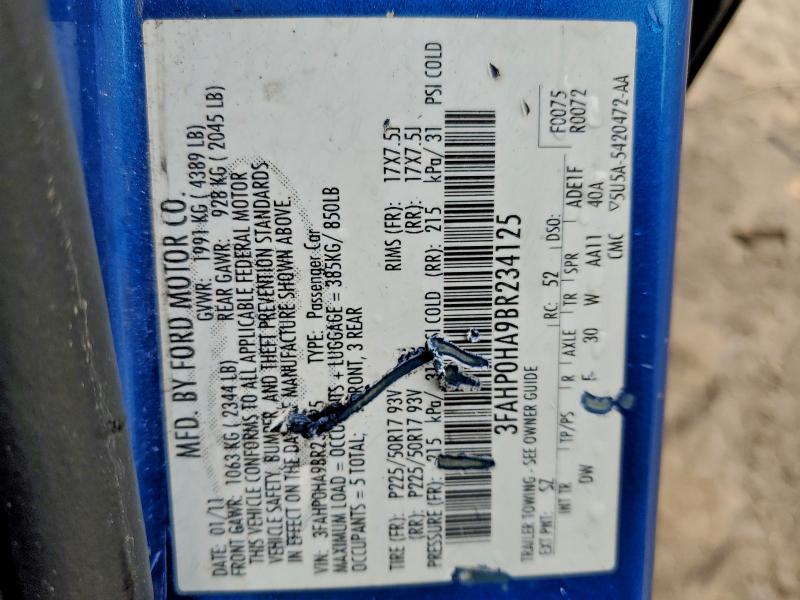 MFD. BY FORD MOTOR CO.
DATE: 01/11 GVWR: 1991 KG ( 4389 LB)
FRONT GAWR: 1063 KG ( 2344 LB) REAR GAWR: 928 KG ( 2045 LB)
THIS VEHICLE CONFORMS TO ALL APPLICABLE FEDERAL MOTOR
VEHICLE SAFETY, BUMPER, AND THEFT PREVENTION STANDARDS
IN EFFECT ON THE MANUFACTURE SHOWN ABOVE.
VIN: 3FAHP0HA9BR234125 TYPE: Passenger Car
MAXIMUM LOAD = OCCUPANTS + LUGGAGE = 385KG/ 850LB
OCCUPANTS = 5 TOTAL; FRONT, 3 REAR
TIRE (FR): P225/50R17 93V RIMS (FR): 17X7.5J
(RR): P225/50R17 93V (RR): 17X7.5J
PRESSURE (FR): 215 kPa/ PSI COLD (RR): 215 kPa/ 31 PSI COLD
3FAHP0HA9BR234125
F0075
R0072
TRAILER TOWING - SEE OWNER GUIDE
EXT PNT: SZ RC: 52 DSO:
INT TR TP/PS R AXLE TR SPR ADE1F
DW 30 W AA11 40A
CMC ▽5U5A-5420472-AA